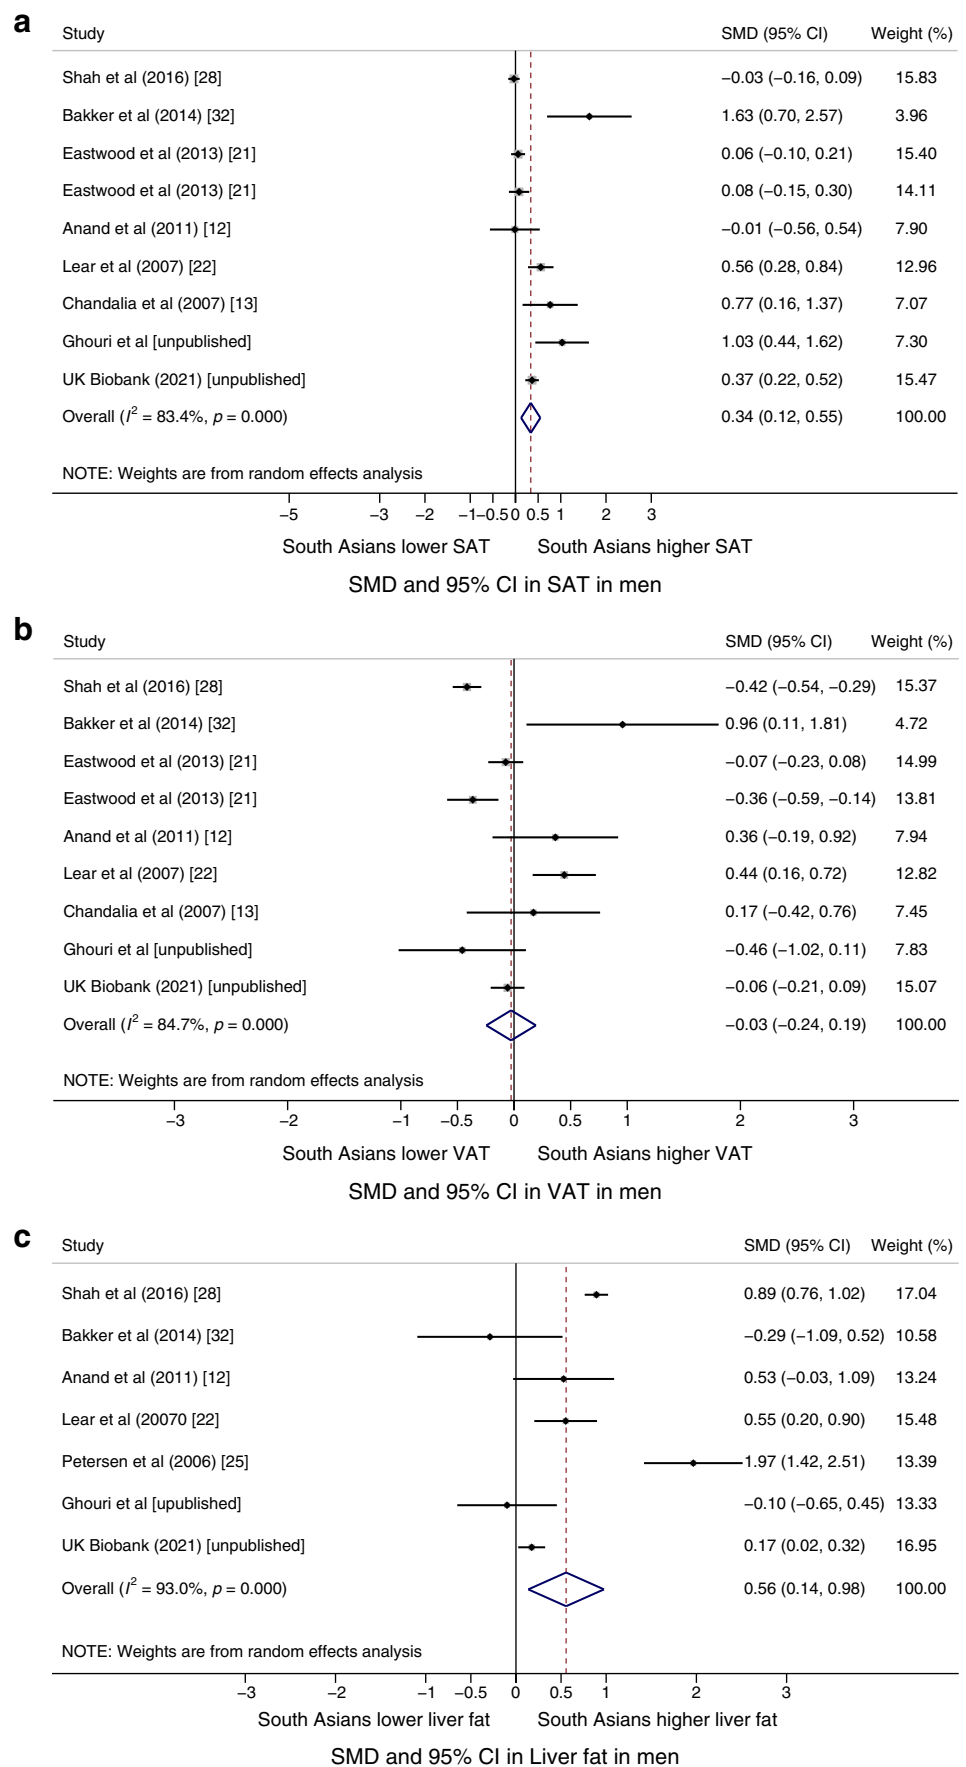 a
Study SMD (95% CI) Weight (%)
Shah et al (2016) [28] −0.03 (−0.16, 0.09) 15.83
Bakker et al (2014) [32] 1.63 (0.70, 2.57) 3.96
Eastwood et al (2013) [21] 0.06 (−0.10, 0.21) 15.40
Eastwood et al (2013) [21] 0.08 (−0.15, 0.30) 14.11
Anand et al (2011) [12] −0.01 (−0.56, 0.54) 7.90
Lear et al (2007) [22] 0.56 (0.28, 0.84) 12.96
Chandalia et al (2007) [13] 0.77 (0.16, 1.37) 7.07
Ghouri et al [unpublished] 1.03 (0.44, 1.62) 7.30
UK Biobank (2021) [unpublished] 0.37 (0.22, 0.52) 15.47
Overall (I² = 83.4%, p = 0.000) 0.34 (0.12, 0.55) 100.00
NOTE: Weights are from random effects analysis
−5 −3 −2 −1 −0.5 0 0.5 1 2 3
South Asians lower SAT South Asians higher SAT
SMD and 95% CI in SAT in men
b
Study SMD (95% CI) Weight (%)
Shah et al (2016) [28] −0.42 (−0.54, −0.29) 15.37
Bakker et al (2014) [32] 0.96 (0.11, 1.81) 4.72
Eastwood et al (2013) [21] −0.07 (−0.23, 0.08) 14.99
Eastwood et al (2013) [21] −0.36 (−0.59, −0.14) 13.81
Anand et al (2011) [12] 0.36 (−0.19, 0.92) 7.94
Lear et al (2007) [22] 0.44 (0.16, 0.72) 12.82
Chandalia et al (2007) [13] 0.17 (−0.42, 0.76) 7.45
Ghouri et al [unpublished] −0.46 (−1.02, 0.11) 7.83
UK Biobank (2021) [unpublished] −0.06 (−0.21, 0.09) 15.07
Overall (I² = 84.7%, p = 0.000) −0.03 (−0.24, 0.19) 100.00
NOTE: Weights are from random effects analysis
−3 −2 −1 −0.5 0 0.5 1 2 3
South Asians lower VAT South Asians higher VAT
SMD and 95% CI in VAT in men
c
Study SMD (95% CI) Weight (%)
Shah et al (2016) [28] 0.89 (0.76, 1.02) 17.04
Bakker et al (2014) [32] −0.29 (−1.09, 0.52) 10.58
Anand et al (2011) [12] 0.53 (−0.03, 1.09) 13.24
Lear et al (20070 [22] 0.55 (0.20, 0.90) 15.48
Petersen et al (2006) [25] 1.97 (1.42, 2.51) 13.39
Ghouri et al [upublished] −0.10 (−0.65, 0.45) 13.33
UK Biobank (2021) [unpublished] 0.17 (0.02, 0.32) 16.95
Overall (I² = 93.0%, p = 0.000) 0.56 (0.14, 0.98) 100.00
NOTE: Weights are from random effects analysis
−3 −2 −1 −0.5 0 0.5 1 2 3
South Asians lower liver fat South Asians higher liver fat
SMD and 95% CI in Liver fat in men